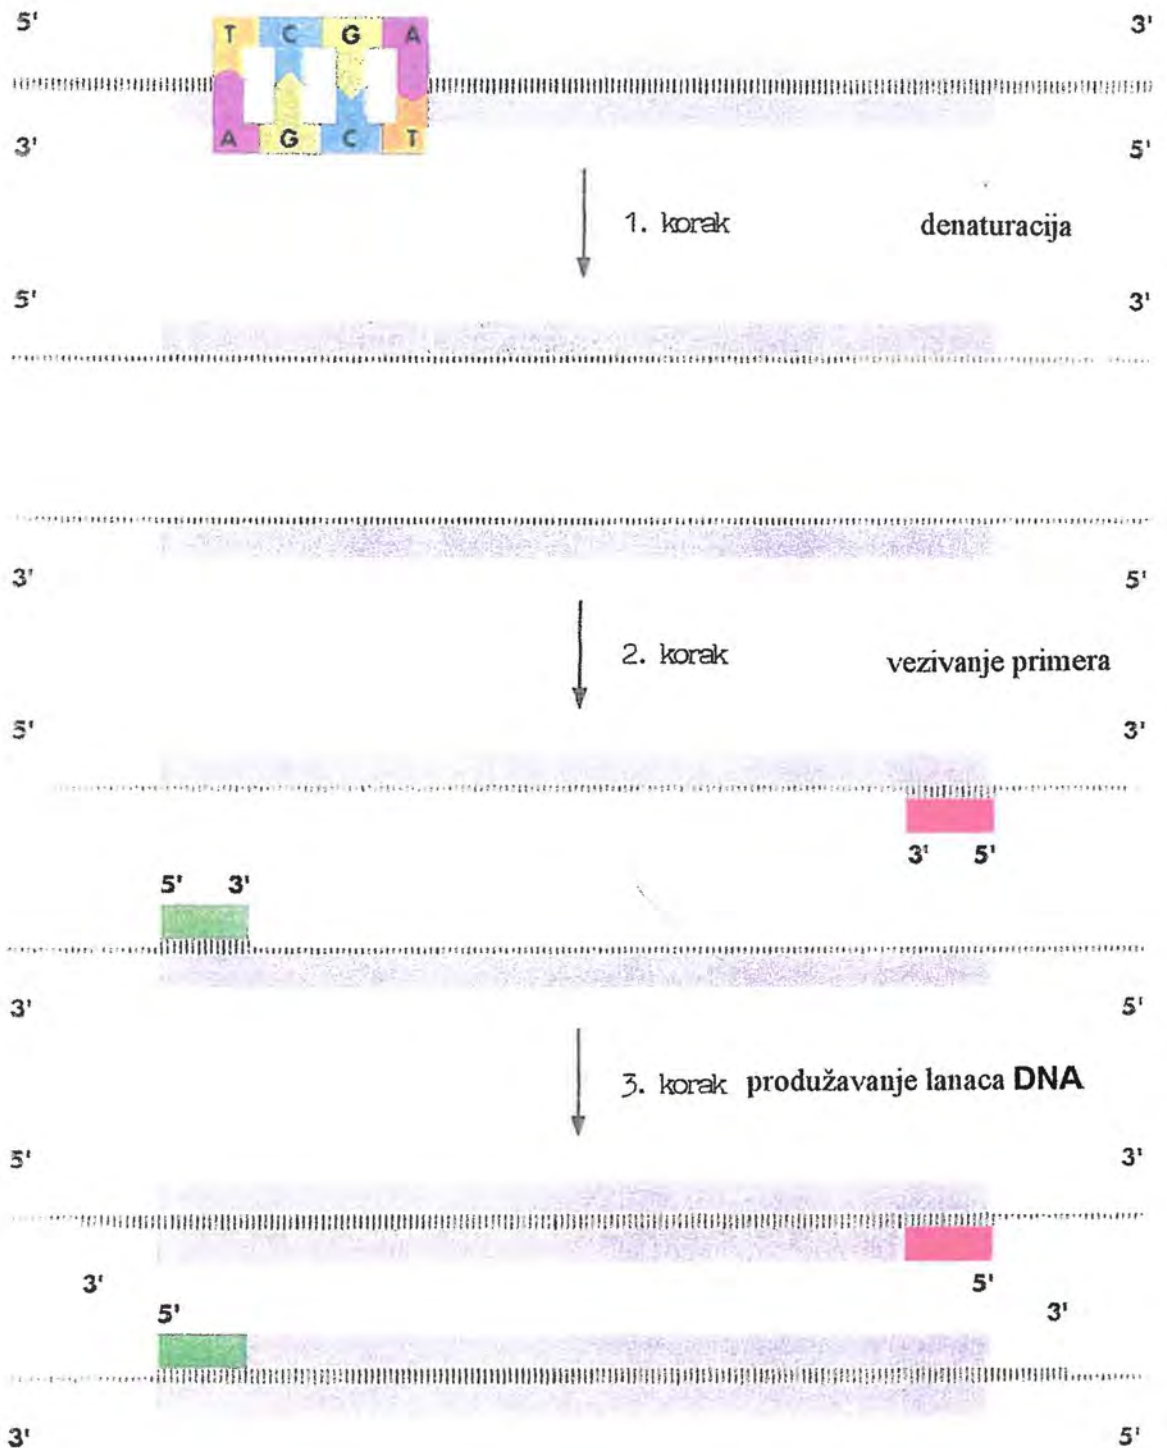 5' 3'
T C G A
A G C T
3' 5'
1. korak denaturacija
5' 3'
3' 5'
2. korak vezivanje primera
5' 3'
3' 5'
5' 3'
3' 5'
3. korak produžavanje lanaca DNA
5' 3'
3' 5'
5' 3'
3' 5'